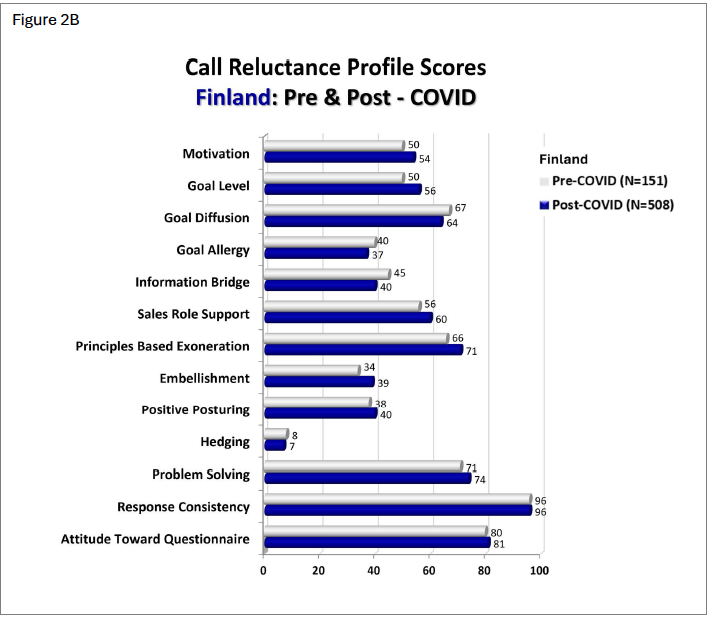 Figure 2B
Call Reluctance Profile Scores
Finland: Pre & Post - COVID
Motivation
50
54
Goal Level
50
56
Goal Diffusion
67
64
Goal Allergy
40
37
Information Bridge
45
40
Sales Role Support
56
60
Principles Based Exoneration
66
71
Embellishment
34
39
Positive Posturing
38
40
Hedging
8
7
Problem Solving
71
74
Response Consistency
96
96
Attitude Toward Questionnaire
80
81
0 20 40 60 80 100
Finland
Pre-COVID (N=151)
Post-COVID (N=508)